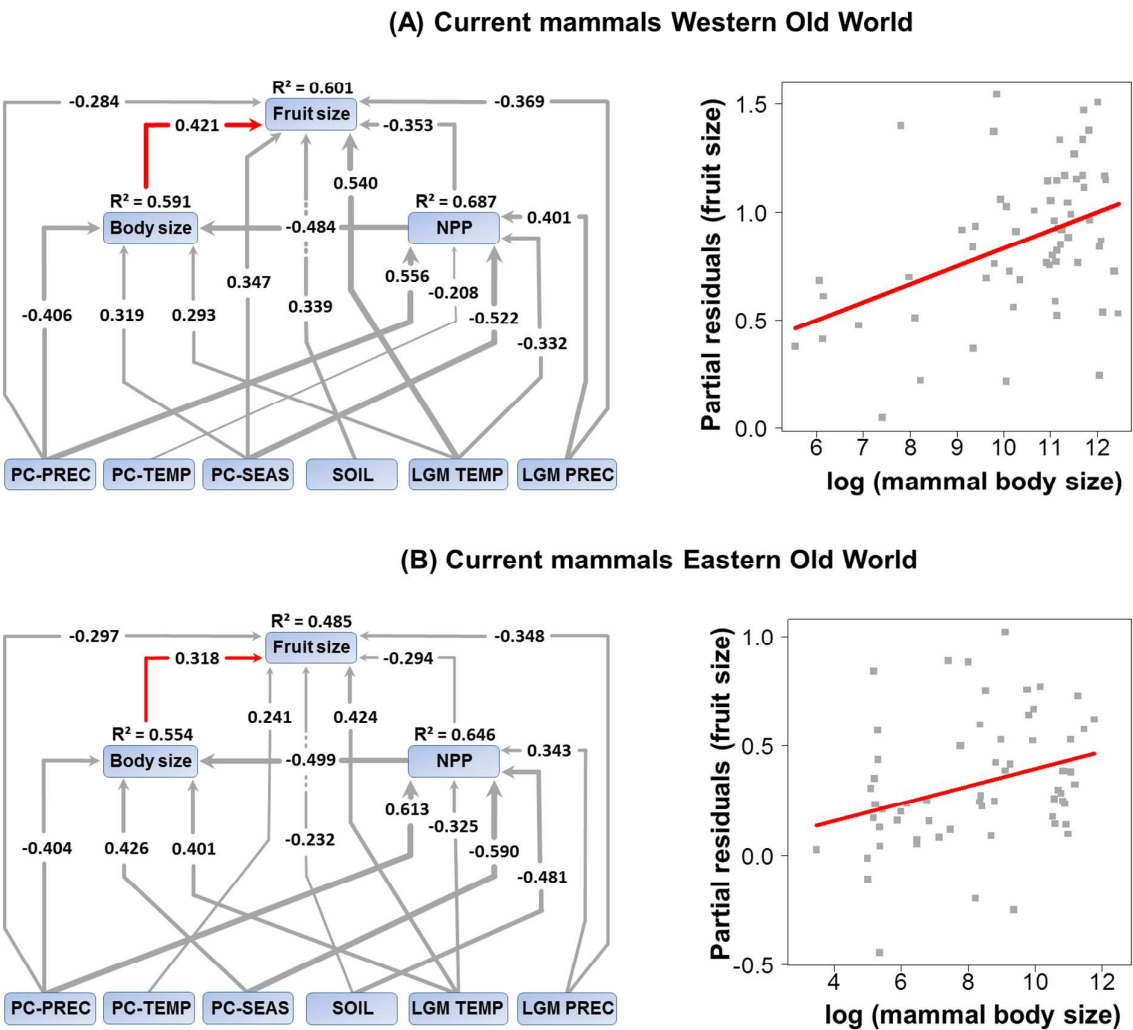 (A) Current mammals Western Old World
R² = 0.601
-0.284
Fruit size
-0.369
0.421
-0.353
0.540
R² = 0.591
R² = 0.687
Body size
-0.484
NPP
0.401
0.556
0.347
-0.208
-0.406
0.319
0.293
0.339
-0.522
-0.332
PC-PREC
PC-TEMP
PC-SEAS
SOIL
LGM TEMP
LGM PREC
Partial residuals (fruit size)
1.5
1.0
0.5
0.0
6 7 8 9 10 11 12
log (mammal body size)
(B) Current mammals Eastern Old World
R² = 0.485
-0.297
Fruit size
-0.348
0.318
-0.294
0.241
0.424
R² = 0.554
R² = 0.646
Body size
-0.499
NPP
0.343
0.613
-0.325
-0.232
-0.404
0.426
0.401
-0.590
-0.481
PC-PREC
PC-TEMP
PC-SEAS
SOIL
LGM TEMP
LGM PREC
Partial residuals (fruit size)
1.0
0.5
0.0
-0.5
4 6 8 10 12
log (mammal body size)